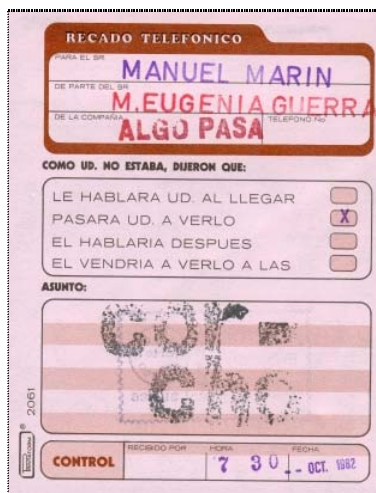 RECADO TELEFONICO
PARA EL SR.
MANUEL MARIN
DE PARTE DEL SR.
M.EUGENIA GUERRA
DE LA COMPAÑIA
ALGO PASA
TELEFONO No
COMO UD. NO ESTABA, DIJERON QUE:
LE HABLARA UD. AL LLEGAR
PASARA UD. A VERLO
X
EL HABLARIA DESPUES
EL VENDRIA A VERLO A LAS
ASUNTO:
cor-
cho
2061
CONTROL
RECIBIDO POR
HORA
7 30
FECHA
-- OCT. 1982